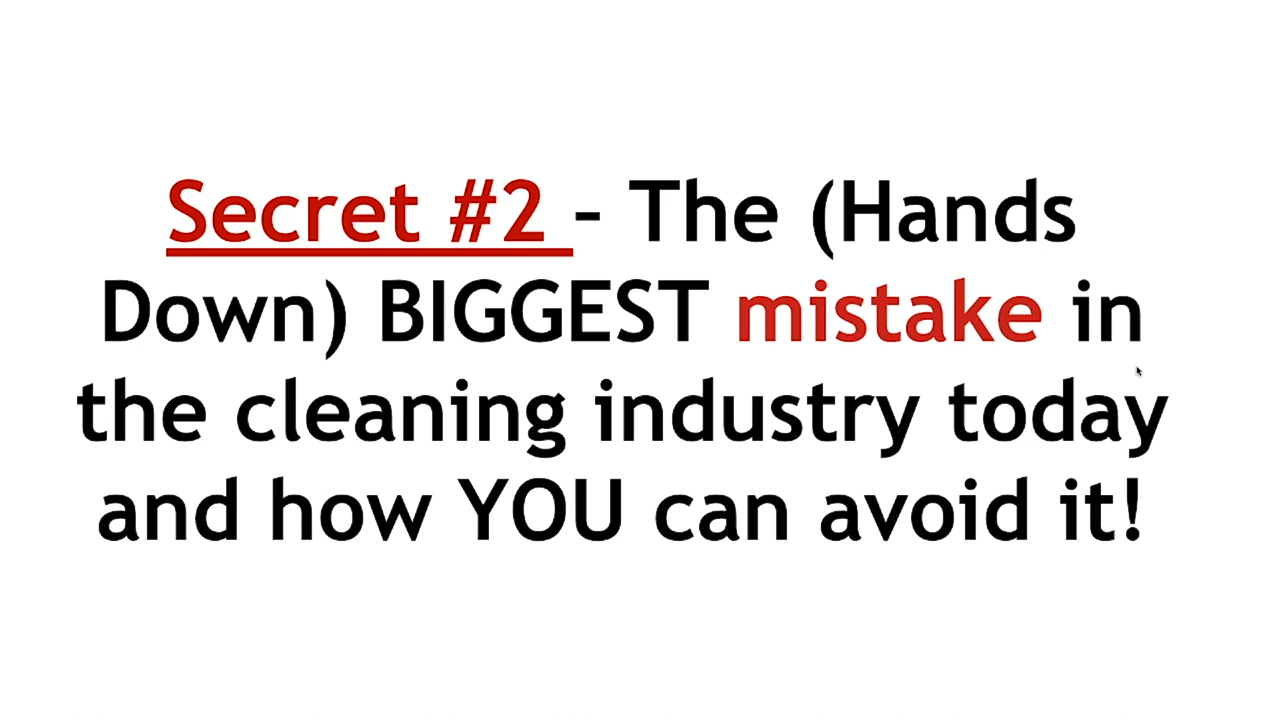 Secret #2 - The (Hands
Down) BIGGEST mistake in
the cleaning industry today
and how YOU can avoid it!